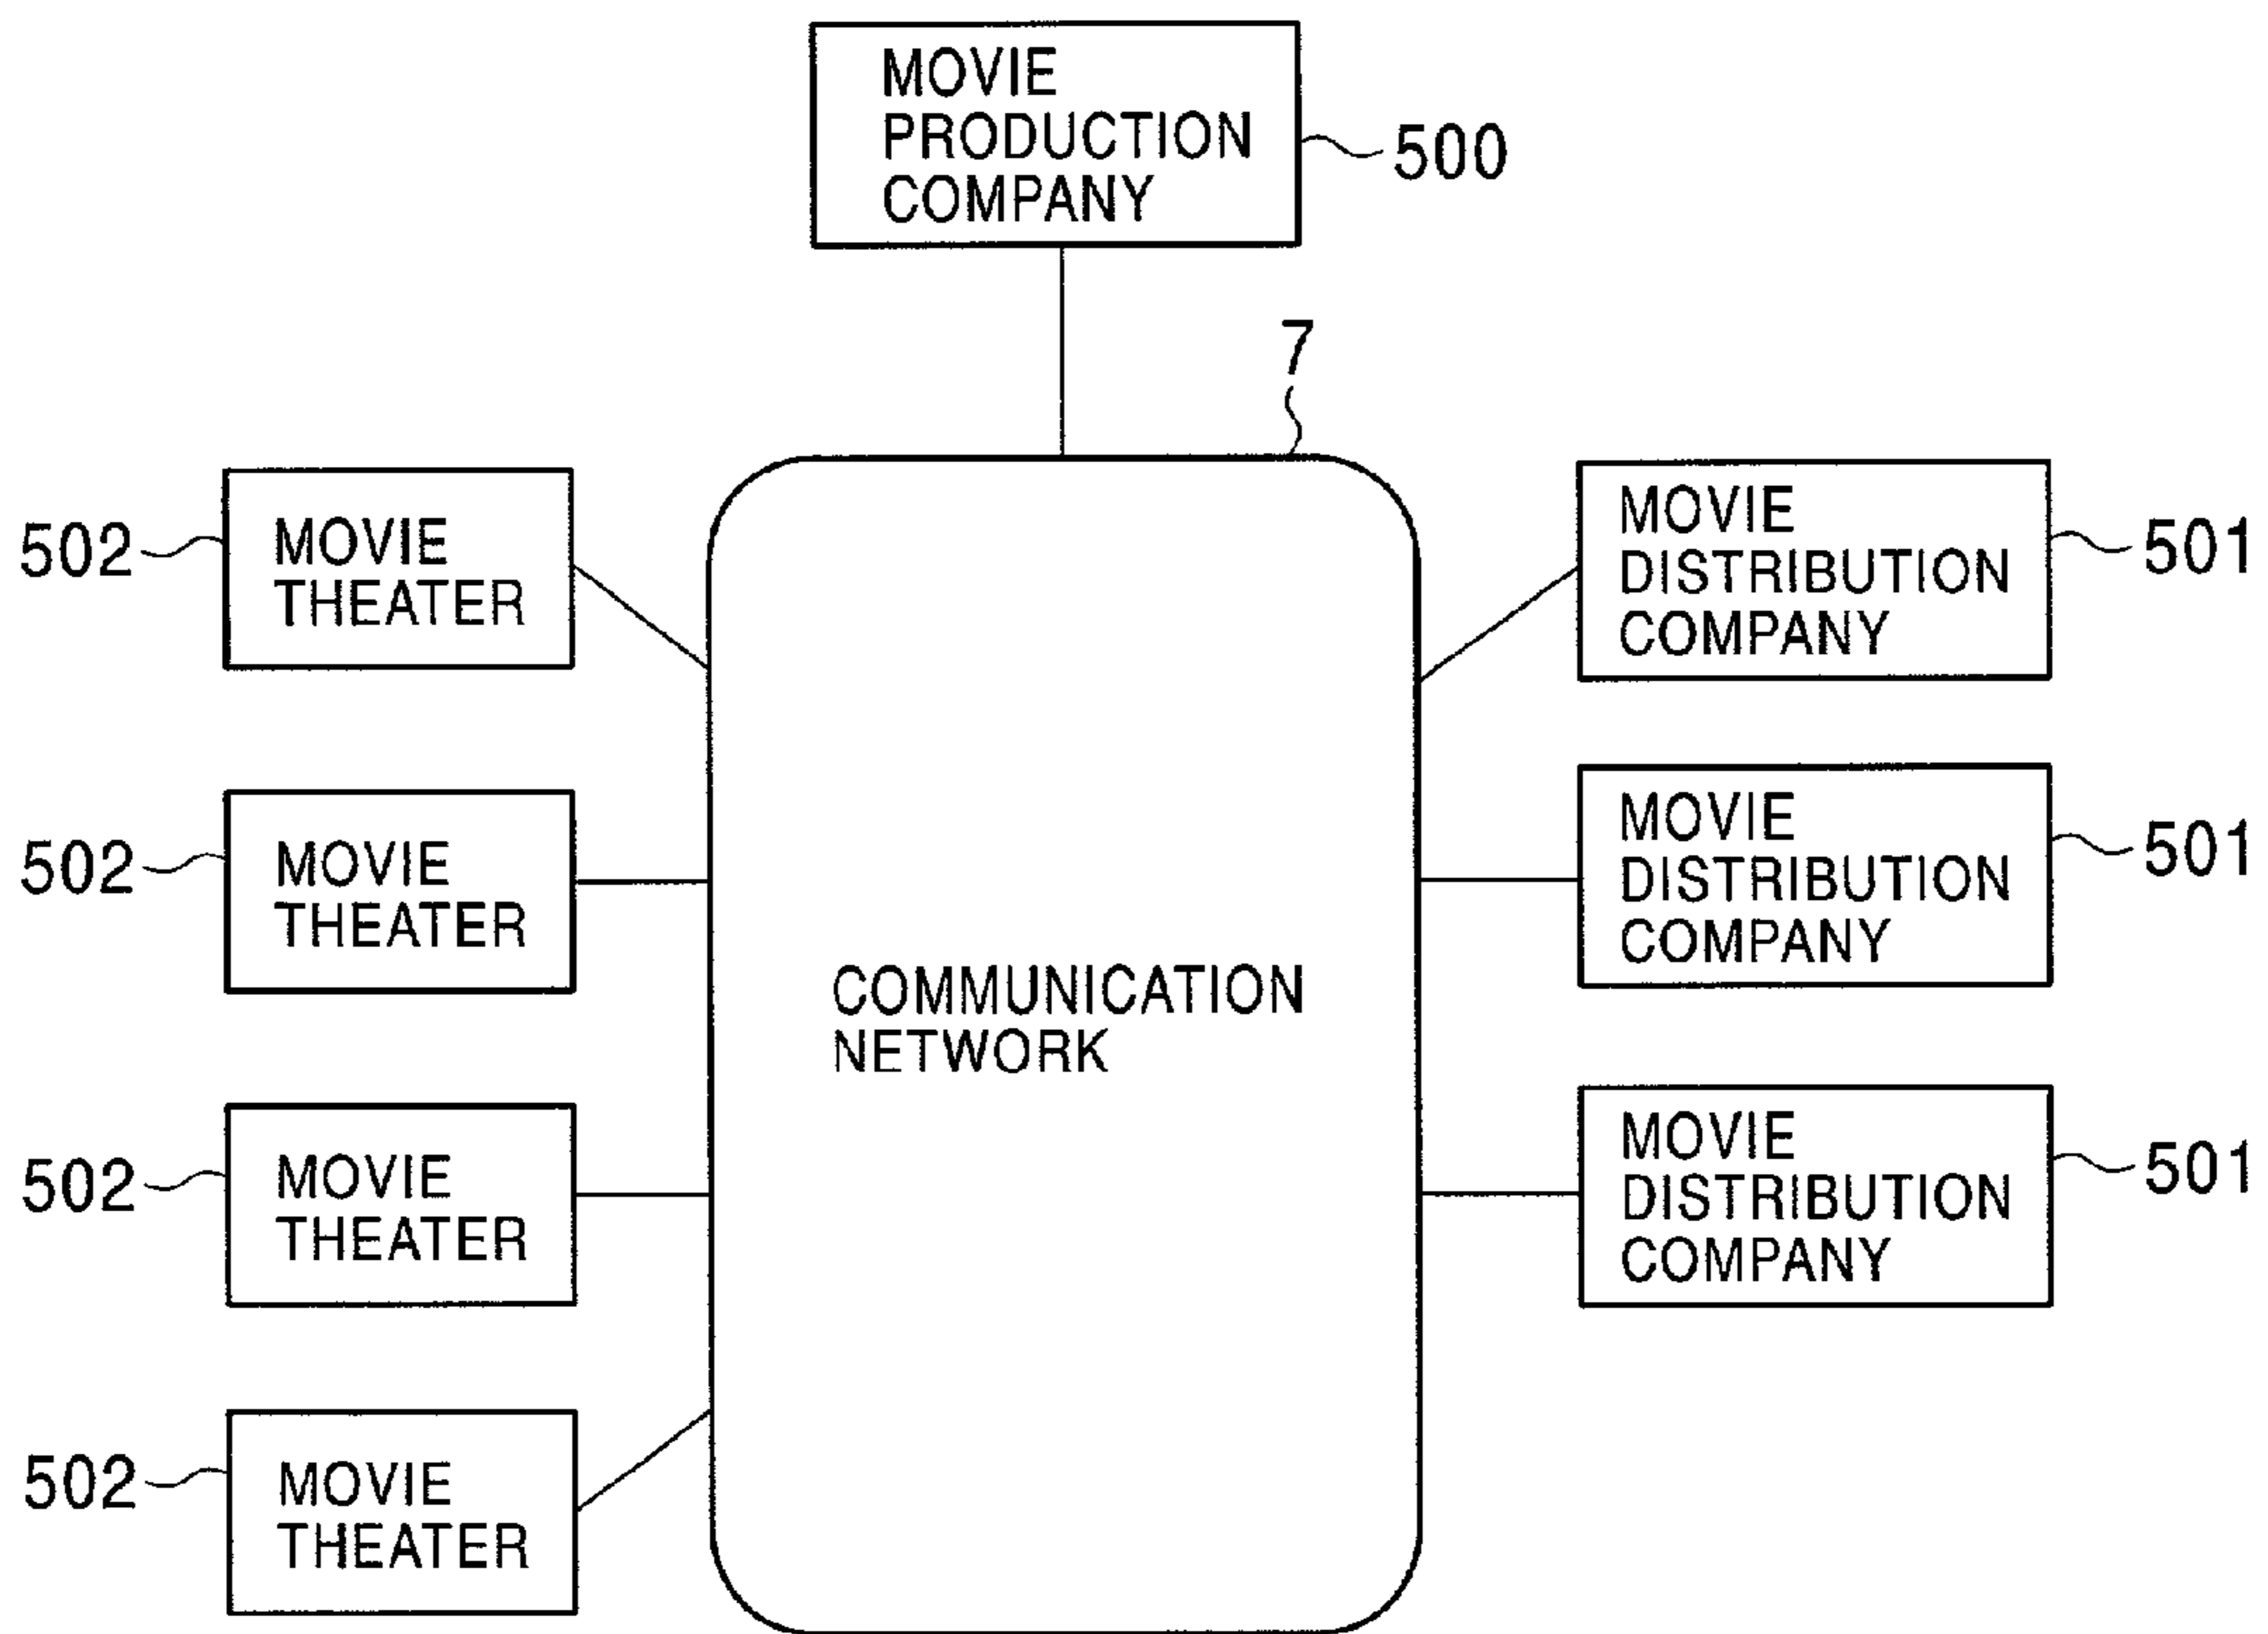 MOVIE
PRODUCTION
COMPANY
500
7
502
MOVIE
THEATER
502
MOVIE
THEATER
502
MOVIE
THEATER
502
MOVIE
THEATER
COMMUNICATION
NETWORK
MOVIE
DISTRIBUTION
COMPANY
501
MOVIE
DISTRIBUTION
COMPANY
501
MOVIE
DISTRIBUTION
COMPANY
501